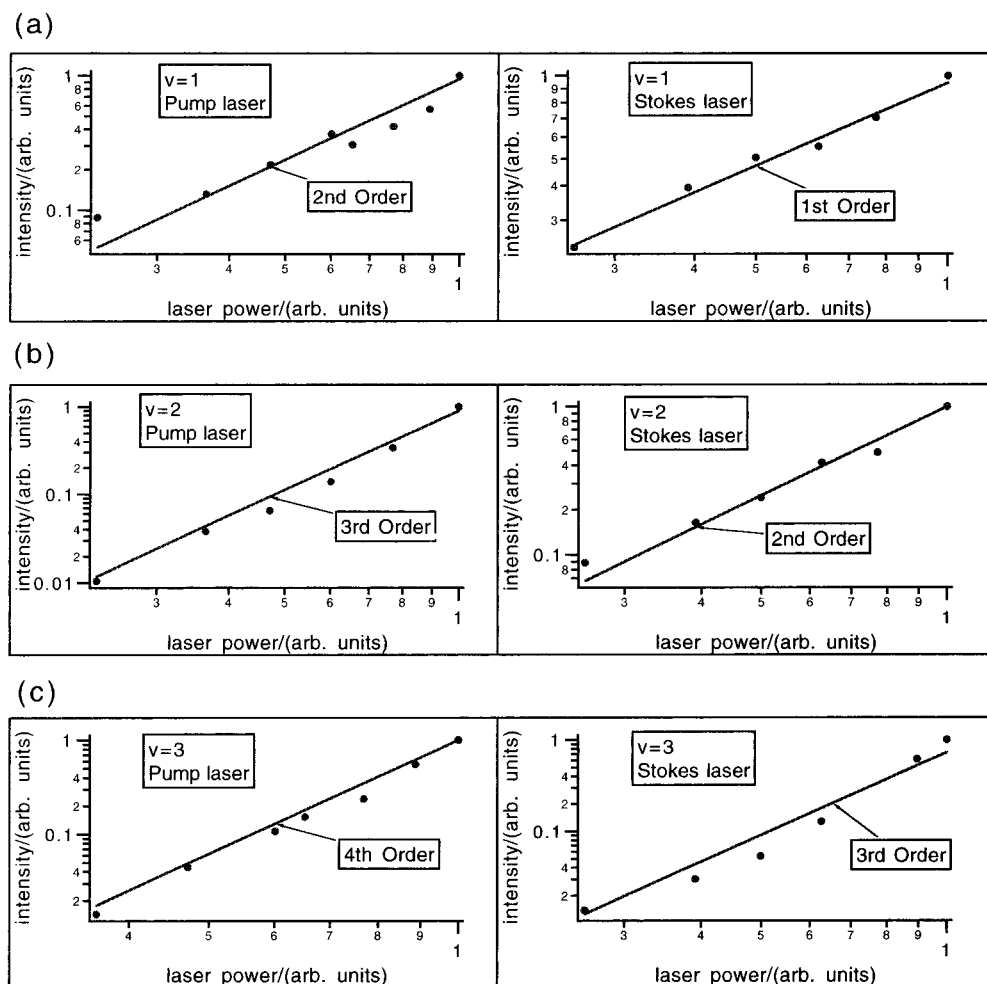 (a)
intensity/(arb. units)
1
8
6
4
2
0.1
8
6
v=1
Pump laser
2nd Order
3 4 5 6 7 8 9 1
laser power/(arb. units)
intensity/(arb. units)
1
9
8
7
6
5
4
3
v=1
Stokes laser
1st Order
3 4 5 6 7 8 9 1
laser power/(arb. units)
(b)
intensity/(arb. units)
1
4
2
0.1
4
2
0.01
v=2
Pump laser
3rd Order
3 4 5 6 7 8 9 1
laser power/(arb. units)
intensity/(arb. units)
1
8
6
4
2
0.1
8
v=2
Stokes laser
2nd Order
3 4 5 6 7 8 9 1
laser power/(arb. units)
(c)
intensity/(arb. units)
1
4
2
0.1
4
2
v=3
Pump laser
4th Order
4 5 6 7 8 9 1
laser power/(arb. units)
intensity/(arb. units)
1
4
2
0.1
4
2
v=3
Stokes laser
3rd Order
3 4 5 6 7 8 9 1
laser power/(arb. units)